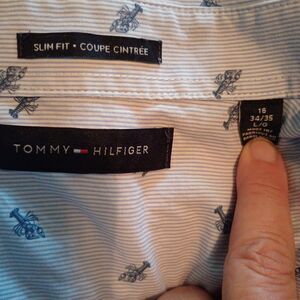 SLIM FIT • COUPE CINTRÉE
TOMMY HILFIGER
16
34/35
L/G